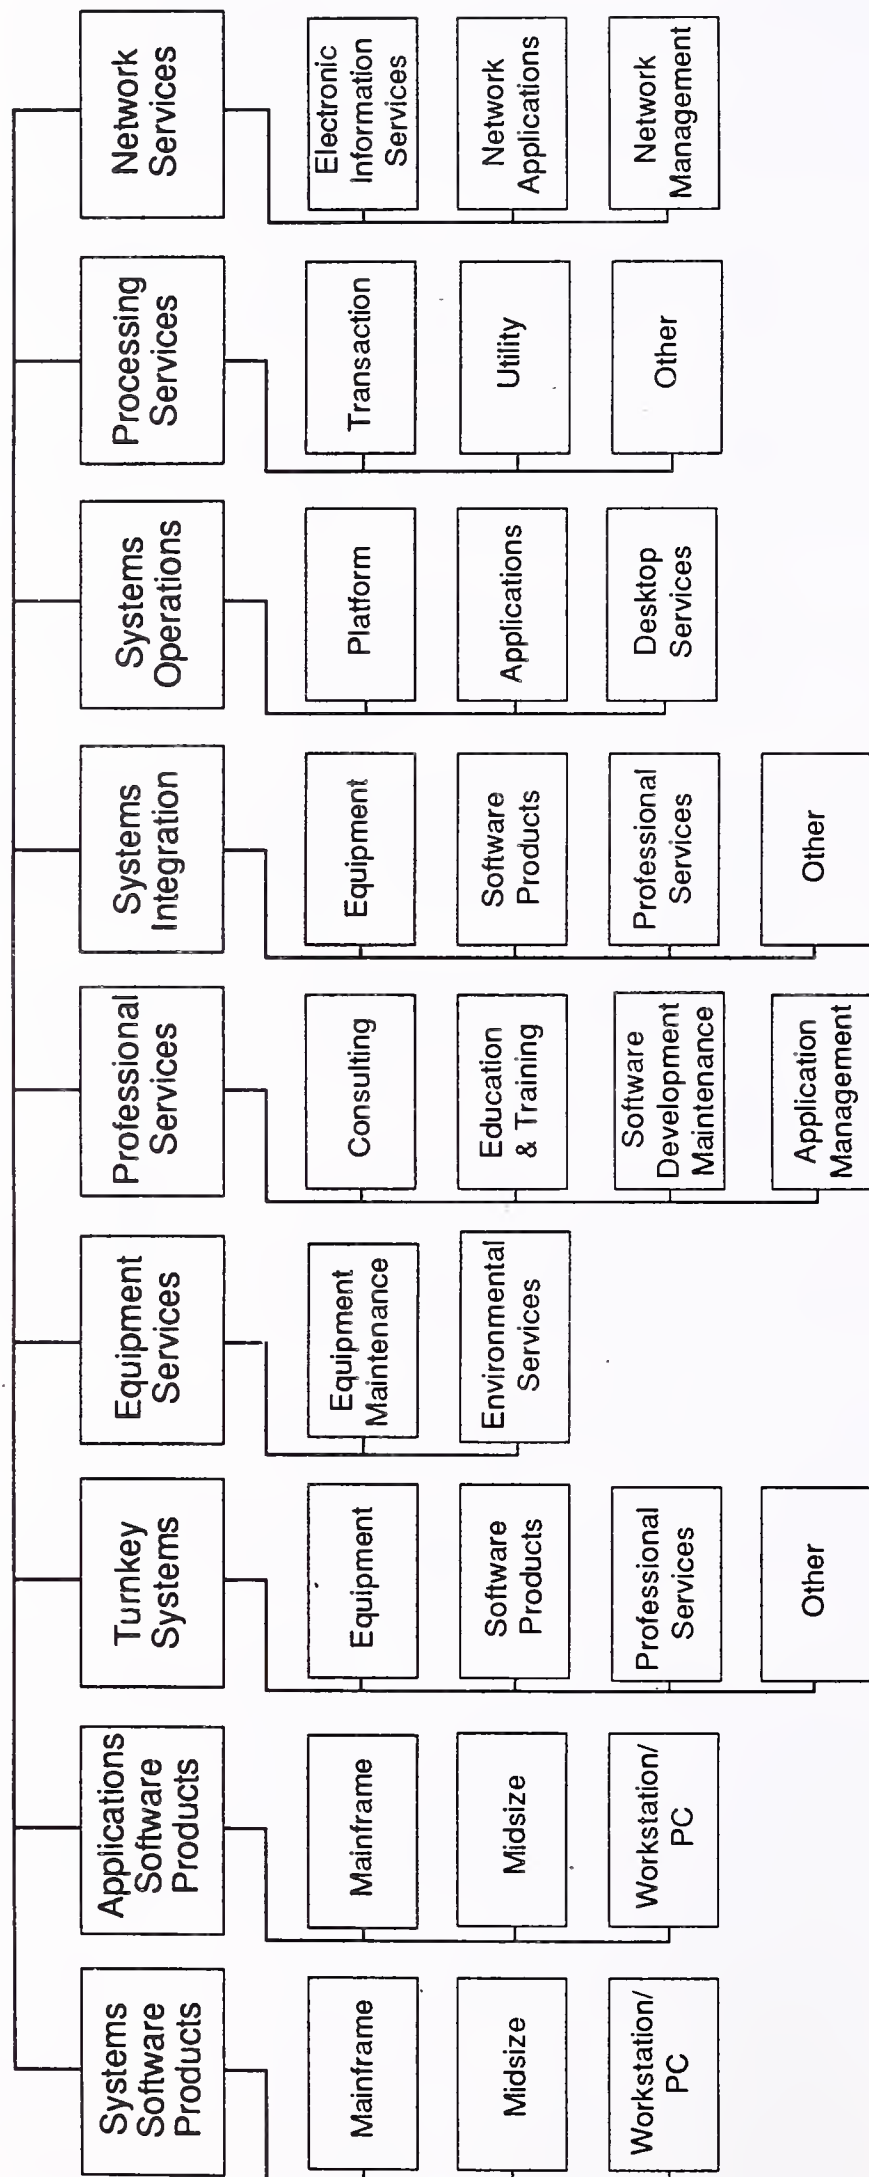 Systems
Software
Products
Mainframe
Midsize
Workstation/
PC
Applications
Software
Products
Mainframe
Midsize
Workstation/
PC
Turnkey
Systems
Equipment
Software
Products
Professional
Services
Other
Equipment
Services
Equipment
Maintenance
Environmental
Services
Professional
Services
Consulting
Education
& Training
Software
Development
Maintenance
Application
Management
Systems
Integration
Equipment
Software
Products
Professional
Services
Other
Systems
Operations
Platform
Applications
Desktop
Services
Processing
Services
Transaction
Utility
Other
Network
Services
Electronic
Information
Services
Network
Applications
Network
Management